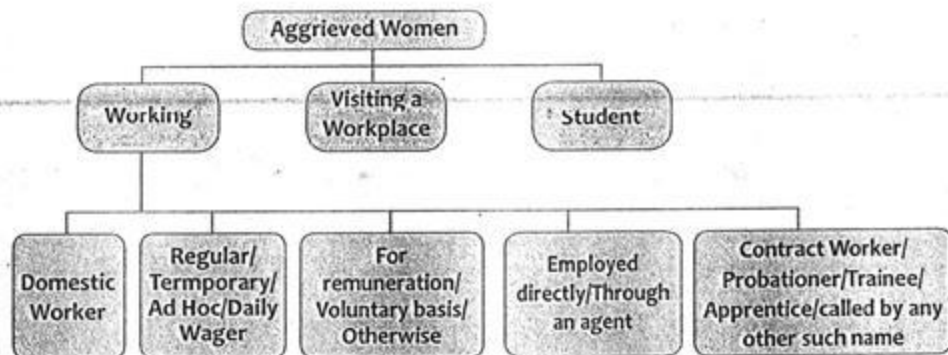 Aggrieved Women
Working
Visiting a
Workplace
Student
Domestic
Worker
Regular/
Termporary/
Ad Hoc/Daily
Wager
For
remuneration/
Voluntary basis/
Otherwise
Employed
directly/Through
an agent
Contract Worker/
Probationer/Trainee/
Apprentice/called by any
other such name